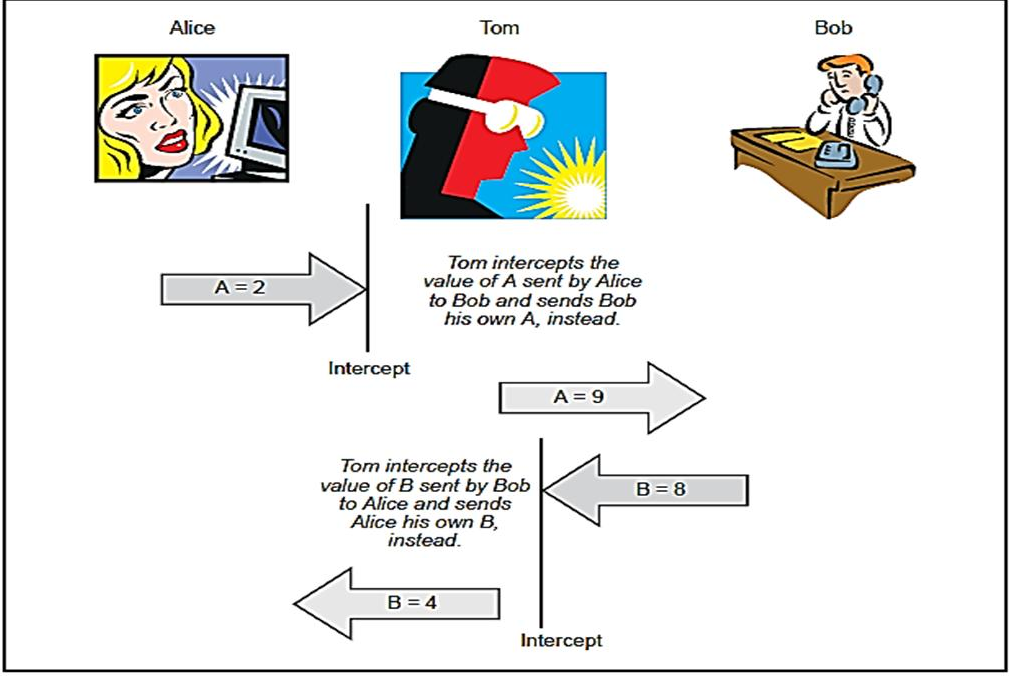 Alice
Tom
Bob
A = 2
Tom intercepts the
value of A sent by Alice
to Bob and sends Bob
his own A, instead.
Intercept
A = 9
Tom intercepts the
value of B sent by Bob
to Alice and sends
Alice his own B,
instead.
B = 8
B = 4
Intercept